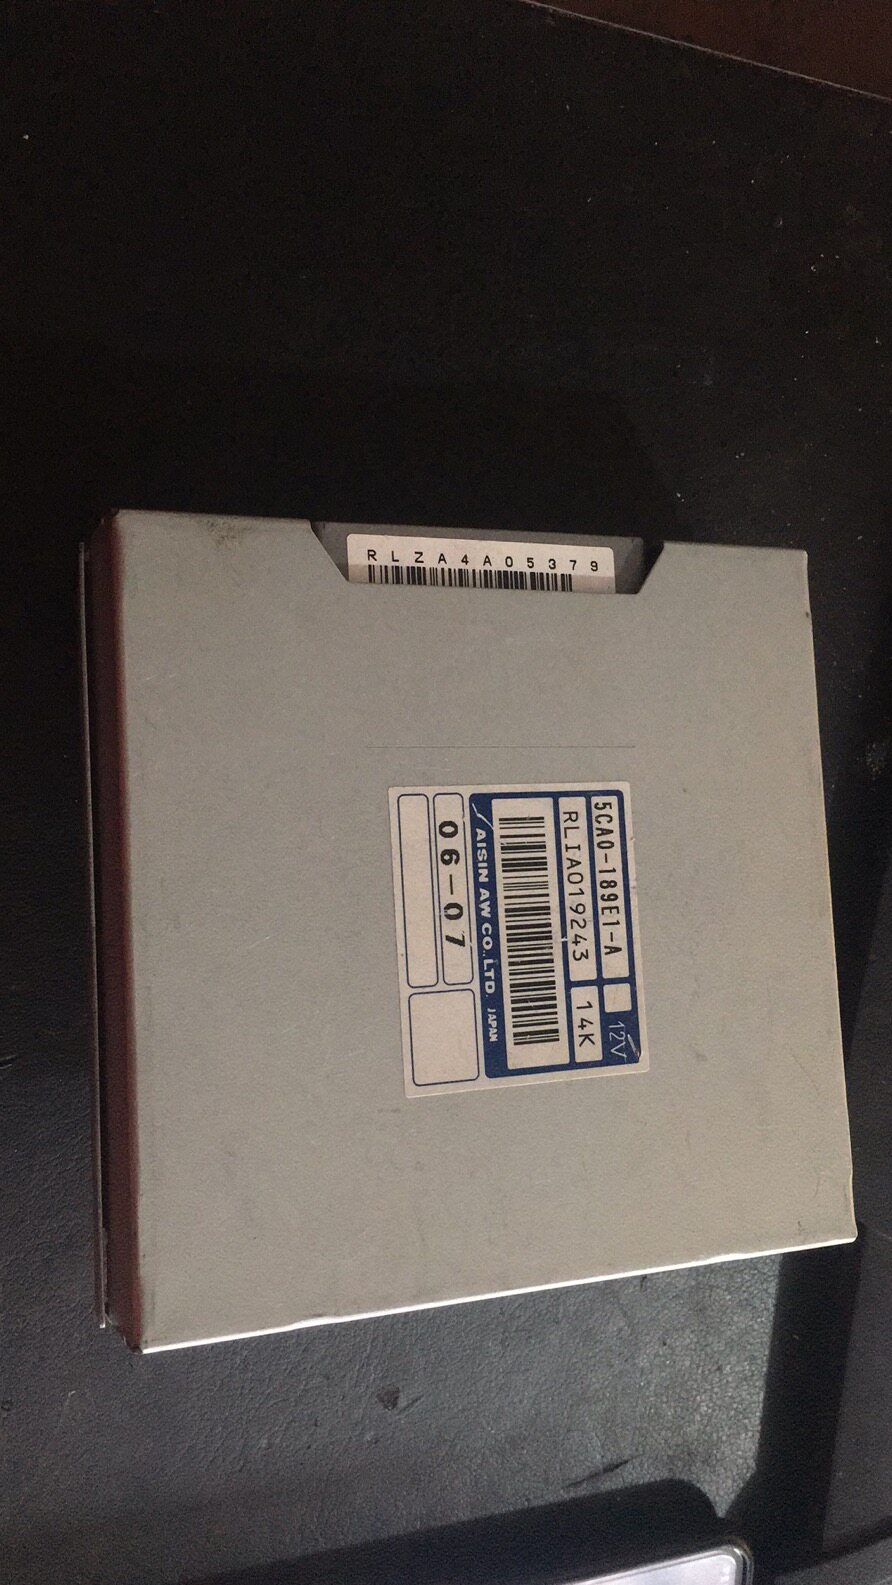 RLZA4A05379
5CA0-189E1-A
12V
RLIA019243
14K
AISIN AW CO., LTD. JAPAN
06-07